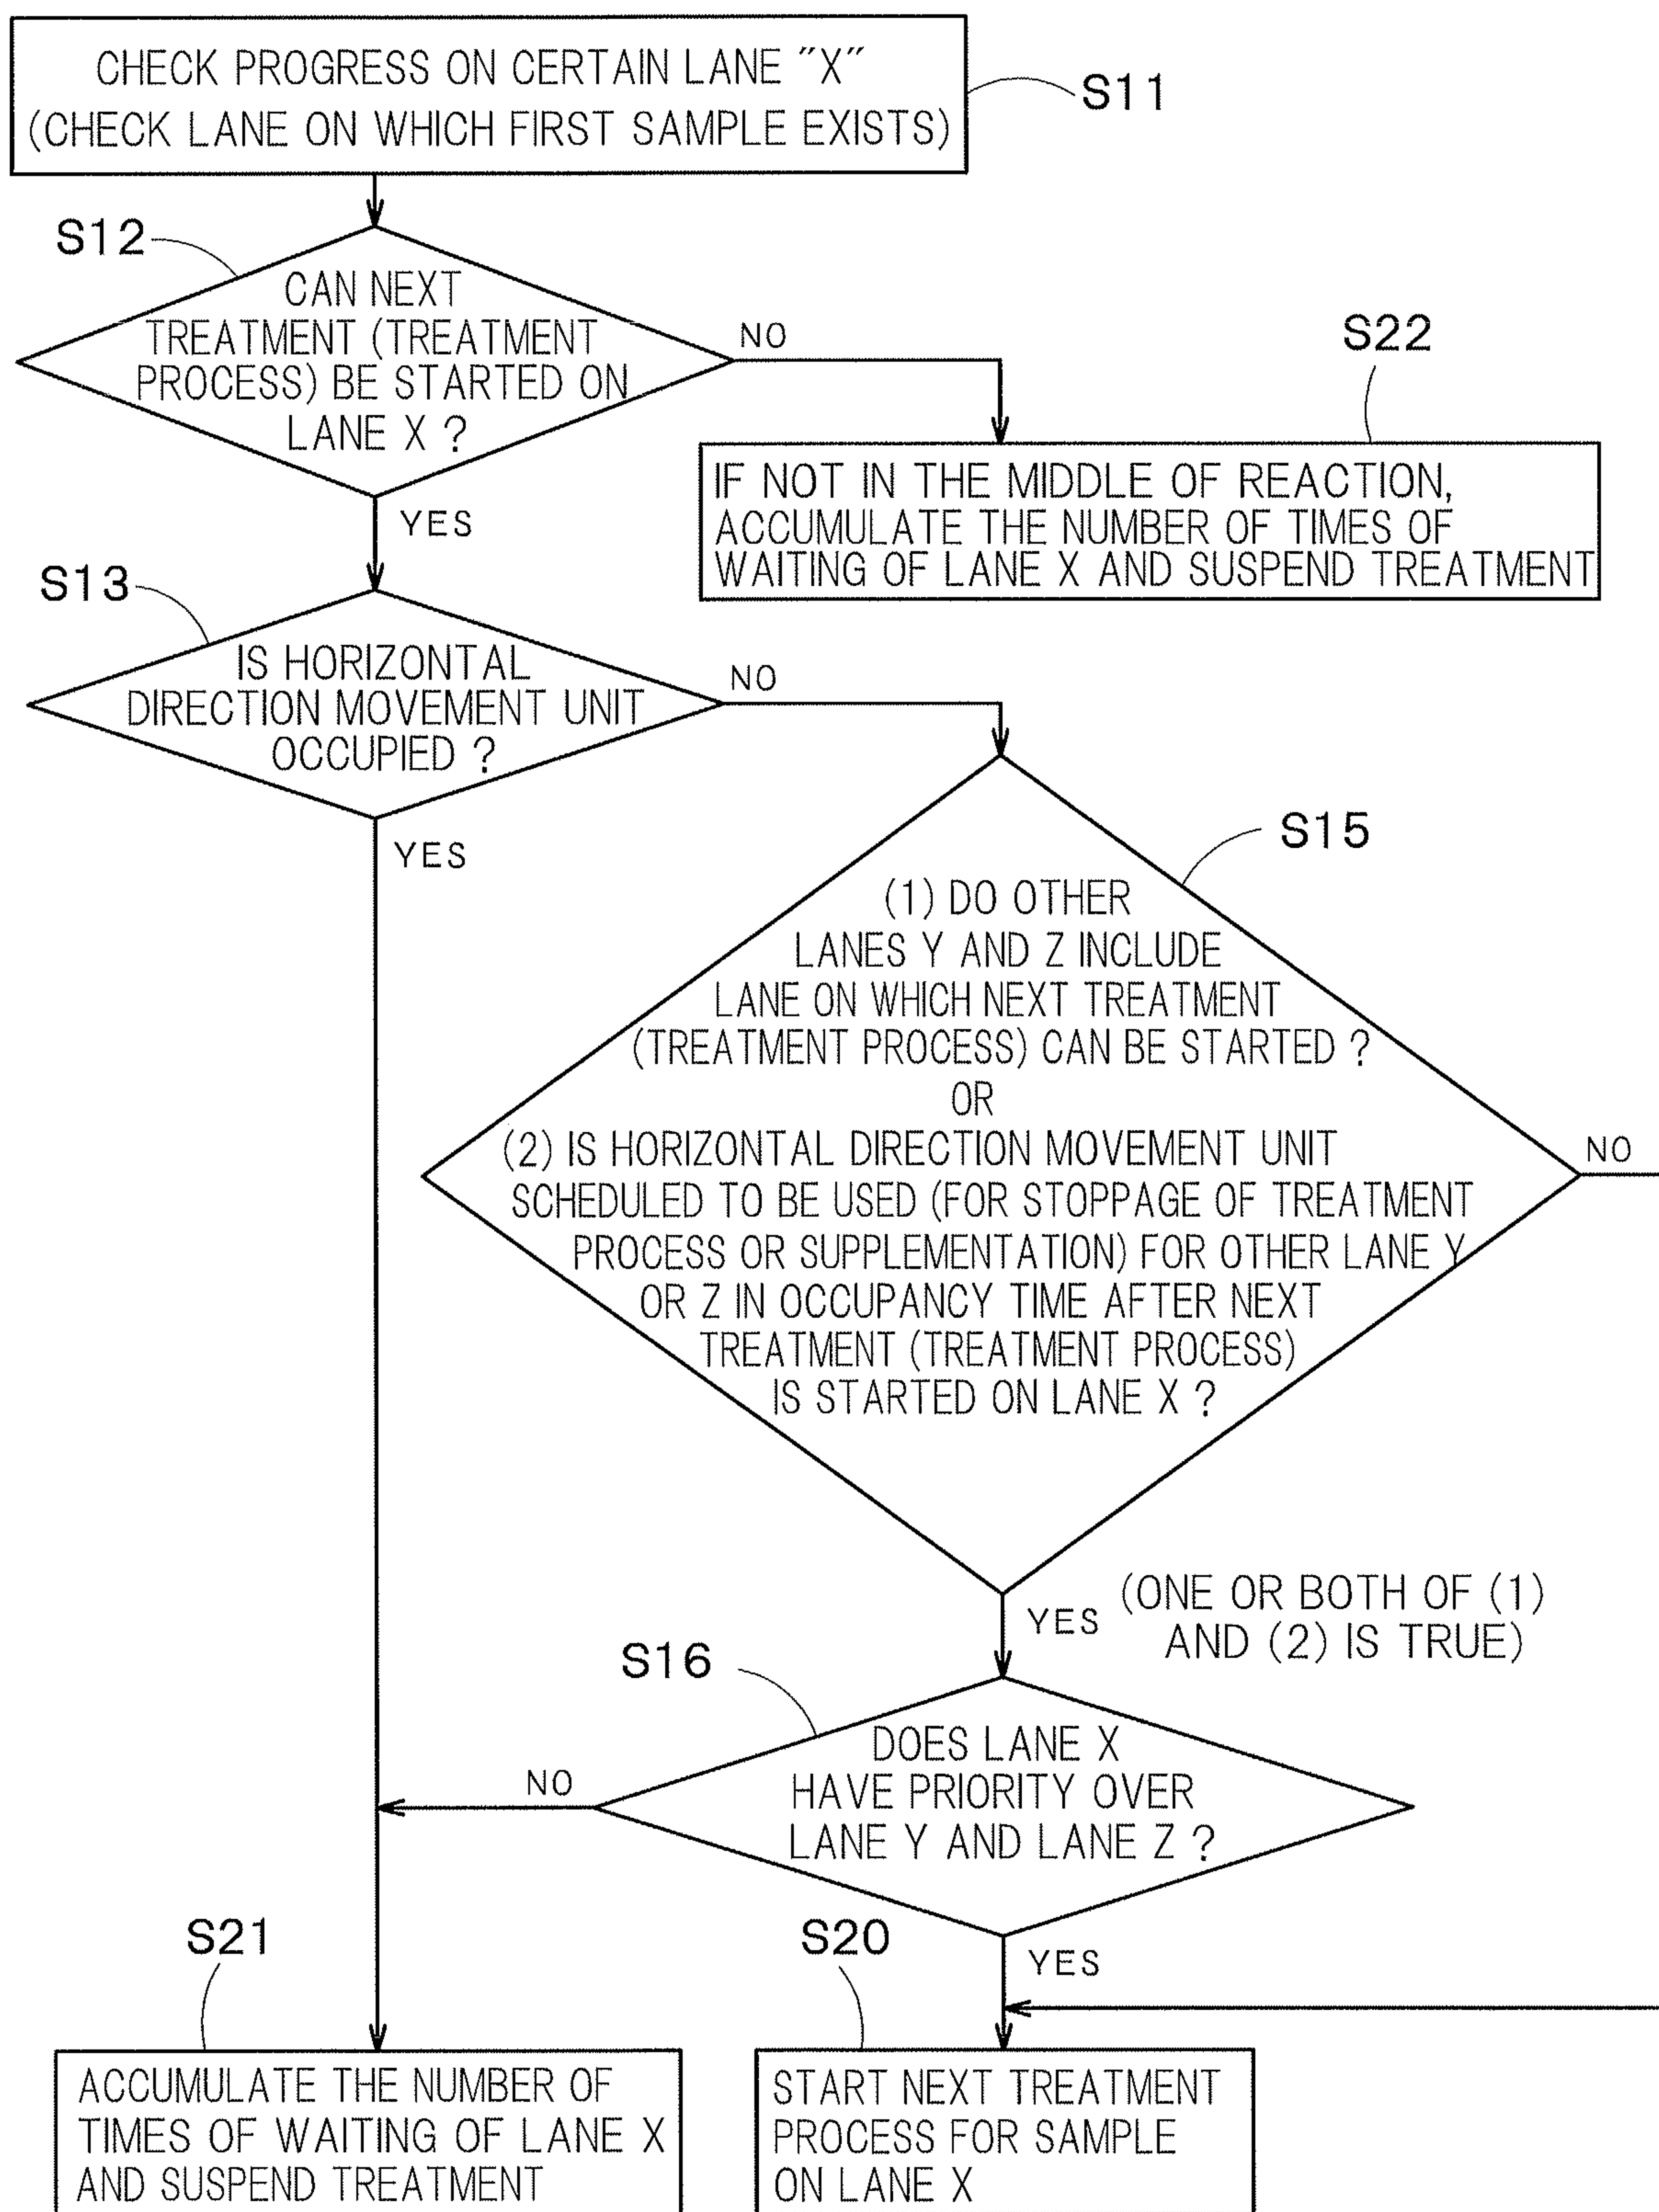 CHECK PROGRESS ON CERTAIN LANE "X"
(CHECK LANE ON WHICH FIRST SAMPLE EXISTS)
S11
S12
CAN NEXT
TREATMENT (TREATMENT
PROCESS) BE STARTED ON
LANE X ?
NO
YES
S22
IF NOT IN THE MIDDLE OF REACTION,
ACCUMULATE THE NUMBER OF TIMES OF
WAITING OF LANE X AND SUSPEND TREATMENT
S13
IS HORIZONTAL
DIRECTION MOVEMENT UNIT
OCCUPIED ?
NO
YES
S15
(1) DO OTHER
LANES Y AND Z INCLUDE
LANE ON WHICH NEXT TREATMENT
(TREATMENT PROCESS) CAN BE STARTED ?
OR
(2) IS HORIZONTAL DIRECTION MOVEMENT UNIT
SCHEDULED TO BE USED (FOR STOPPAGE OF TREATMENT
PROCESS OR SUPPLEMENTATION) FOR OTHER LANE Y
OR Z IN OCCUPANCY TIME AFTER NEXT
TREATMENT (TREATMENT PROCESS)
IS STARTED ON LANE X ?
NO
YES
(ONE OR BOTH OF (1)
AND (2) IS TRUE)
S16
DOES LANE X
HAVE PRIORITY OVER
LANE Y AND LANE Z ?
NO
YES
S21
ACCUMULATE THE NUMBER OF
TIMES OF WAITING OF LANE X
AND SUSPEND TREATMENT
S20
START NEXT TREATMENT
PROCESS FOR SAMPLE
ON LANE X